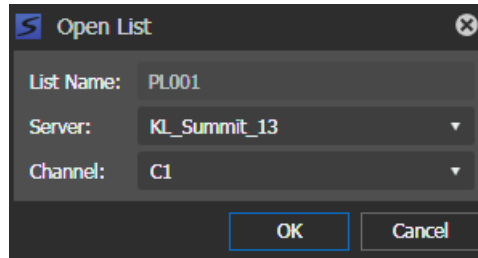 Open List
List Name: PL001
Server: KL_Summit_13
Channel: C1
OK Cancel